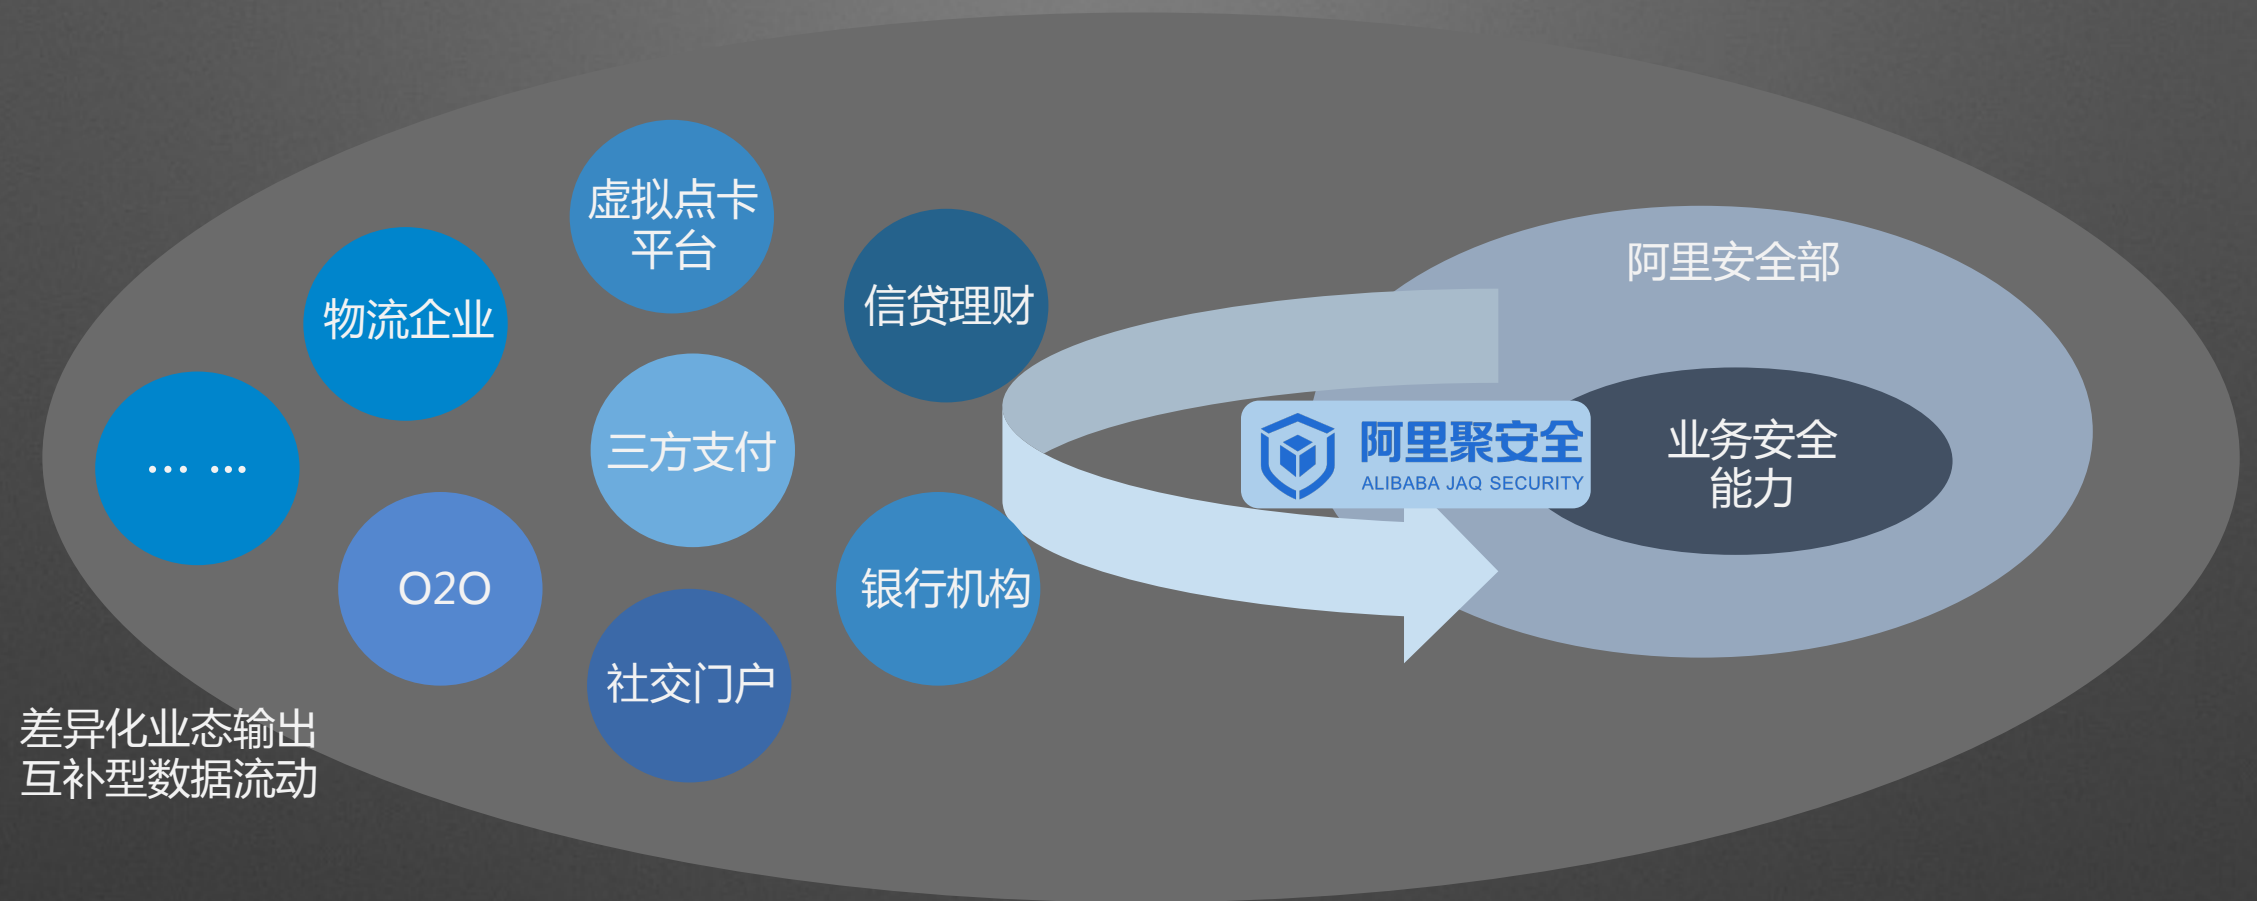 虚拟点卡
平台
物流企业
信贷理财
… …
三方支付
O2O
银行机构
社交门户
阿里安全部
阿里聚安全
ALIBABA JAQ SECURITY
业务安全
能力
差异化业态输出
互补型数据流动